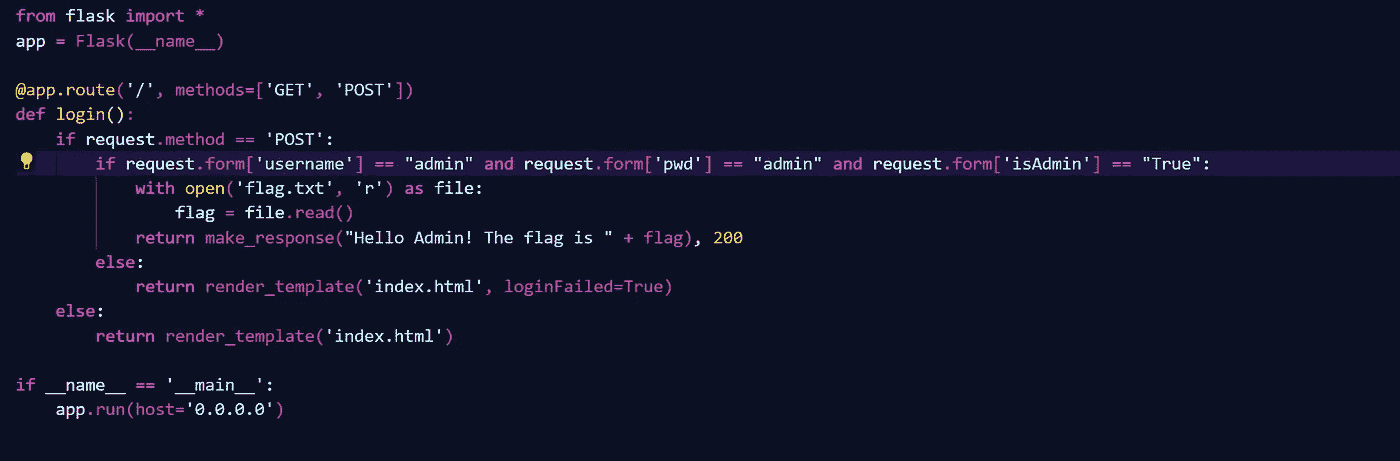 from flask import *
app = Flask(__name__)
@app.route('/', methods=['GET', 'POST'])
def login():
    if request.method == 'POST':
        if request.form['username'] == "admin" and request.form['pwd'] == "admin" and request.form['isAdmin'] == "True":
            with open('flag.txt', 'r') as file:
                flag = file.read()
            return make_response("Hello Admin! The flag is " + flag), 200
        else:
            return render_template('index.html', loginFailed=True)
    else:
        return render_template('index.html')
if __name__ == '__main__':
    app.run(host='0.0.0.0')